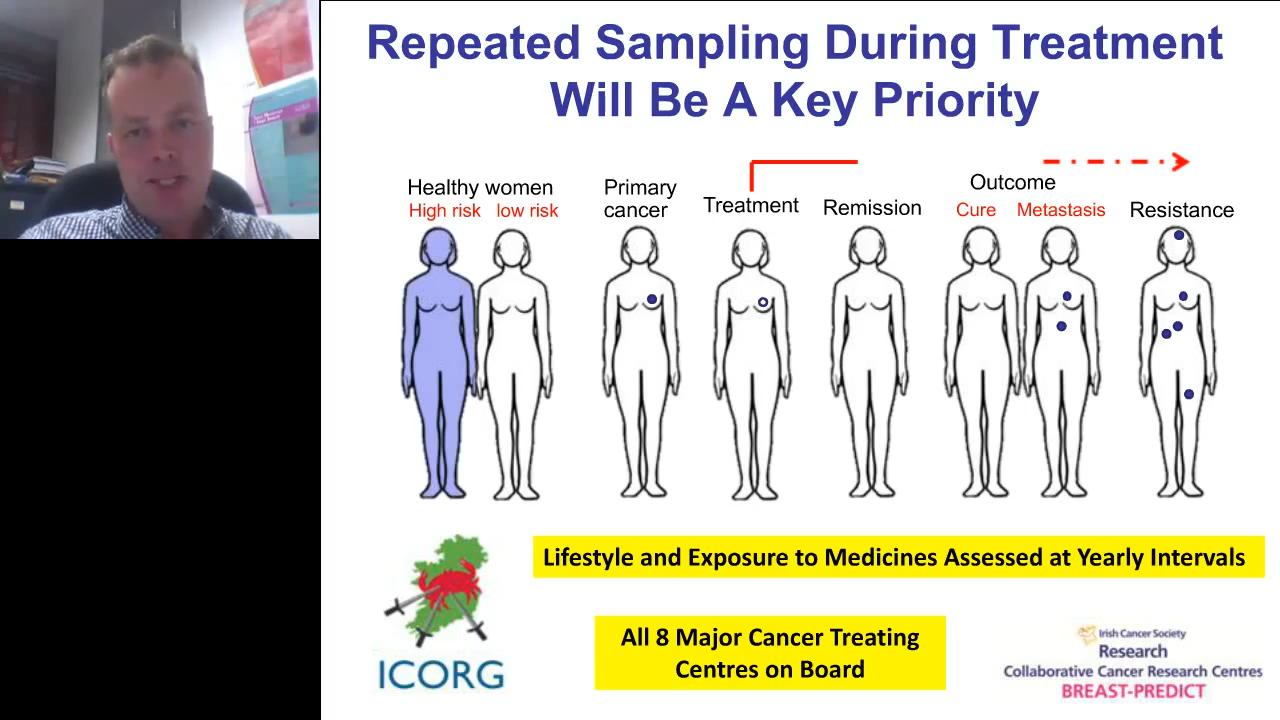 Repeated Sampling During Treatment
Will Be A Key Priority
Healthy women
High risk low risk
Primary
cancer
Treatment
Remission
Outcome
Cure Metastasis
Resistance
Lifestyle and Exposure to Medicines Assessed at Yearly Intervals
All 8 Major Cancer Treating
Centres on Board
ICORG
Irish Cancer Society
Research
Collaborative Cancer Research Centres
BREAST-PREDICT